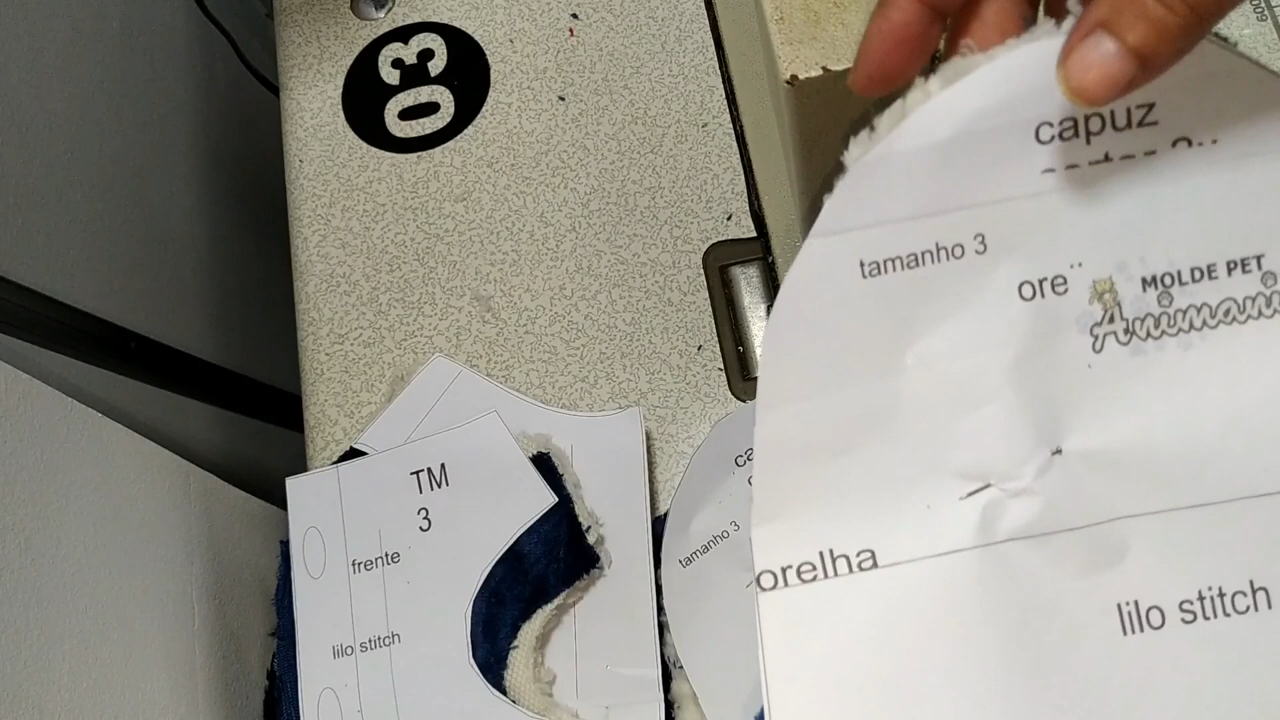 03
capuz
tamanho 3
ore
MOLDE PET
orelha
lilo stitch
TM
3
frente
lilo stitch
tamanho 3